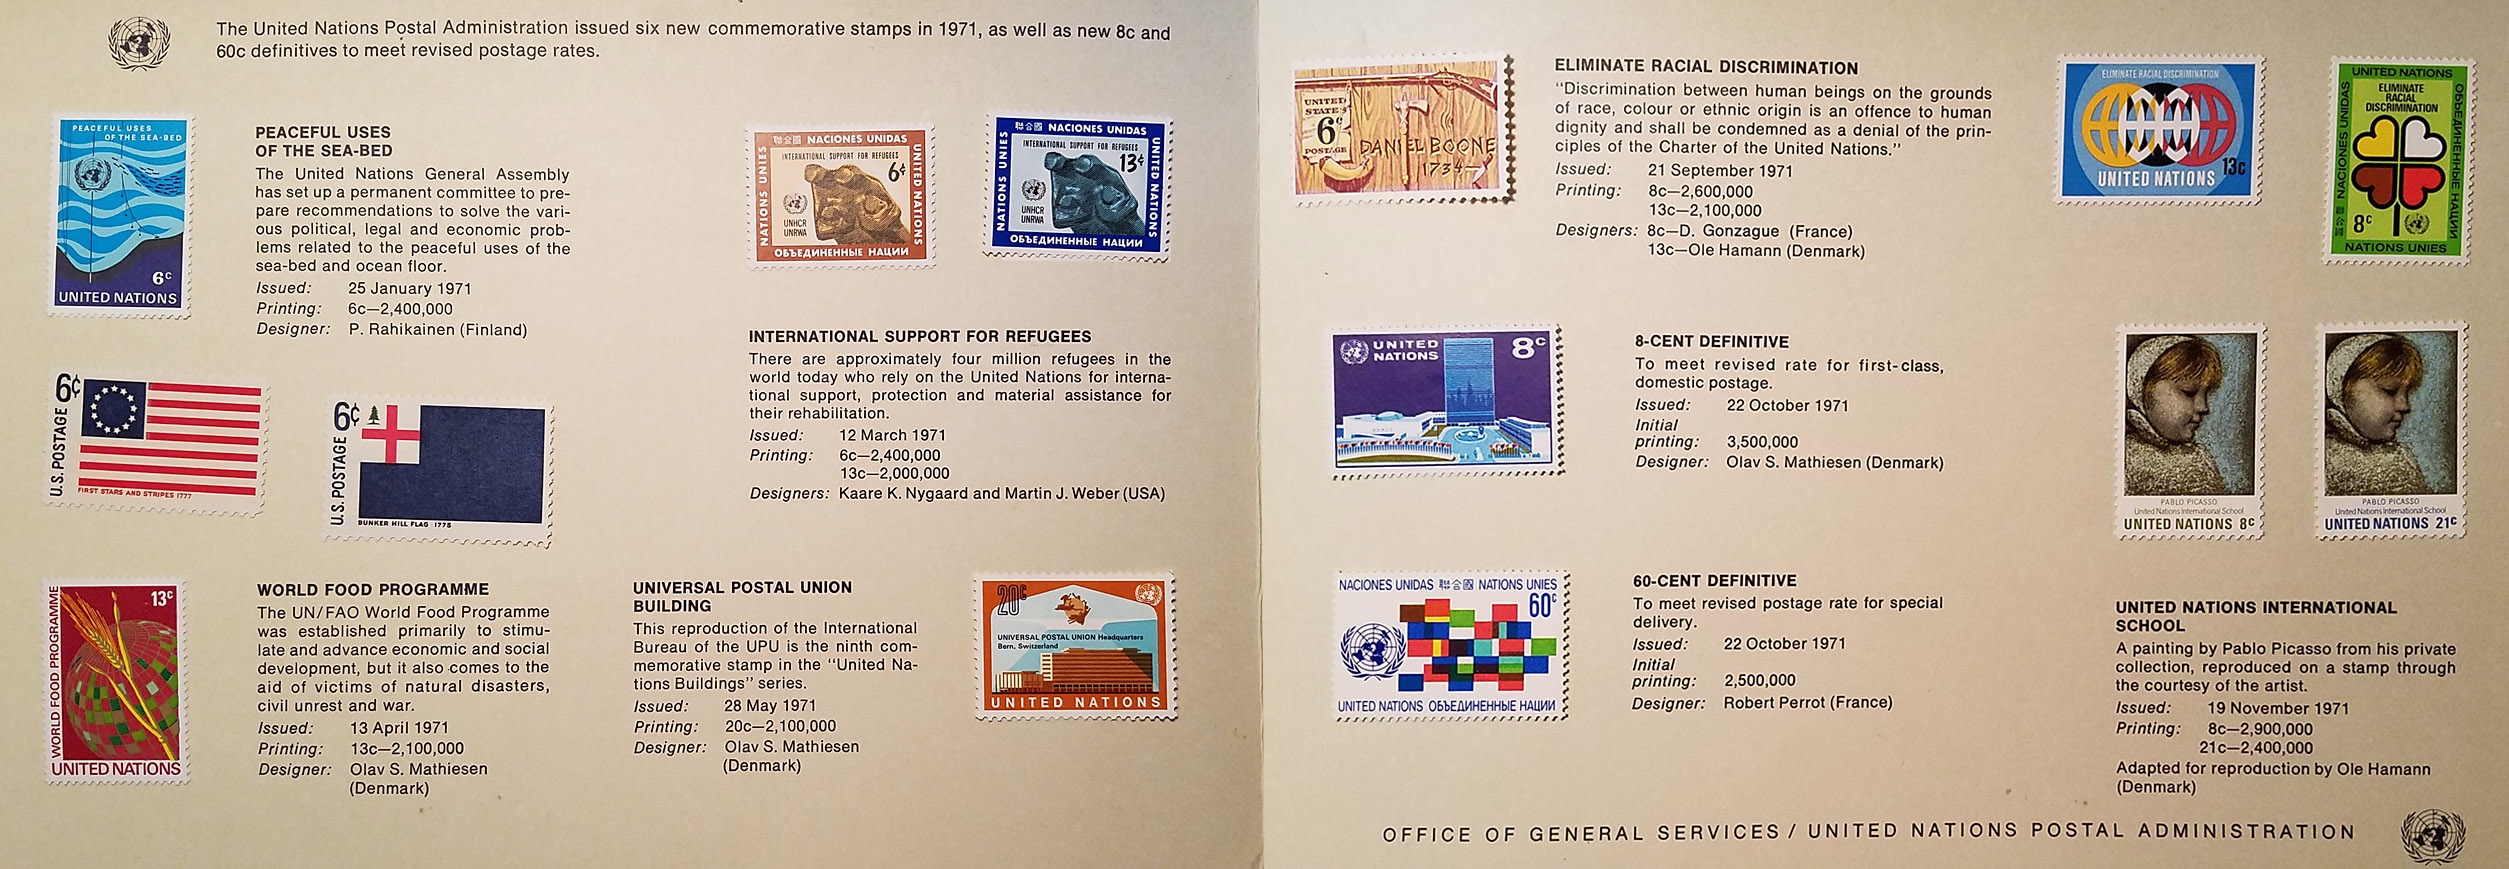 The United Nations Postal Administration issued six new commemorative stamps in 1971, as well as new 8c and
60c definitives to meet revised postage rates.
PEACEFUL USES
OF THE SEA-BED
6c
UNITED NATIONS
PEACEFUL USES
OF THE SEA-BED
The United Nations General Assembly
has set up a permanent committee to pre-
pare recommendations to solve the vari-
ous political, legal and economic prob-
lems related to the peaceful uses of the
sea-bed and ocean floor.
Issued: 25 January 1971
Printing: 6c—2,400,000
Designer: P. Rahikainen (Finland)
6¢
U.S. POSTAGE
FIRST STARS AND STRIPES 1777
6¢
U.S. POSTAGE
BUNKER HILL FLAG 1775
NACIONES UNIDAS
NATIONS UNIES
UNITED NATIONS
INTERNATIONAL SUPPORT FOR REFUGEES
6¢
UNHCR
UNRWA
ОБЪЕДИНЕННЫЕ НАЦИИ
NACIONES UNIDAS
NATIONS UNIES
UNITED NATIONS
INTERNATIONAL SUPPORT FOR REFUGEES
13¢
UNHCR
UNRWA
ОБЪЕДИНЕННЫЕ НАЦИИ
INTERNATIONAL SUPPORT FOR REFUGEES
There are approximately four million refugees in the
world today who rely on the United Nations for interna-
tional support, protection and material assistance for
their rehabilitation.
Issued: 12 March 1971
Printing: 6c—2,400,000
13c—2,000,000
Designers: Kaare K. Nygaard and Martin J. Weber (USA)
13c
WORLD FOOD PROGRAMME
UNITED NATIONS
WORLD FOOD PROGRAMME
The UN/FAO World Food Programme
was established primarily to stimu-
late and advance economic and social
development, but it also comes to the
aid of victims of natural disasters,
civil unrest and war.
Issued: 13 April 1971
Printing: 13c—2,100,000
Designer: Olav S. Mathiesen
(Denmark)
UNIVERSAL POSTAL UNION
BUILDING
This reproduction of the International
Bureau of the UPU is the ninth com-
memorative stamp in the “United Na-
tions Buildings” series.
Issued: 28 May 1971
Printing: 20c—2,100,000
Designer: Olav S. Mathiesen
(Denmark)
20c
UNIVERSAL POSTAL UNION Headquarters
Bern, Switzerland
UNITED NATIONS
UNITED
STATES
6c
POSTAGE
DANIEL BOONE
1734
ELIMINATE RACIAL DISCRIMINATION
“Discrimination between human beings on the grounds
of race, colour or ethnic origin is an offence to human
dignity and shall be condemned as a denial of the prin-
ciples of the Charter of the United Nations.”
Issued: 21 September 1971
Printing: 8c—2,600,000
13c—2,100,000
Designers: 8c—D. Gonzague (France)
13c—Ole Hamann (Denmark)
ELIMINATE RACIAL DISCRIMINATION
13c
UNITED NATIONS
UNITED NATIONS
ELIMINATE
RACIAL
DISCRIMINATION
NACIONES UNIDAS
ОБЪЕДИНЕННЫЕ НАЦИИ
8c
NATIONS UNIES
UNITED
NATIONS
8c
8-CENT DEFINITIVE
To meet revised rate for first-class,
domestic postage.
Issued: 22 October 1971
Initial
printing: 3,500,000
Designer: Olav S. Mathiesen (Denmark)
PABLO PICASSO
United Nations International School
UNITED NATIONS 8c
PABLO PICASSO
United Nations International School
UNITED NATIONS 21c
NACIONES UNIDAS NATIONS UNIES
60c
UNITED NATIONS ОБЪЕДИНЕННЫЕ НАЦИИ
60-CENT DEFINITIVE
To meet revised postage rate for special
delivery.
Issued: 22 October 1971
Initial
printing: 2,500,000
Designer: Robert Perrot (France)
UNITED NATIONS INTERNATIONAL
SCHOOL
A painting by Pablo Picasso from his private
collection, reproduced on a stamp through
the courtesy of the artist.
Issued: 19 November 1971
Printing: 8c—2,900,000
21c—2,400,000
Adapted for reproduction by Ole Hamann
(Denmark)
OFFICE OF GENERAL SERVICES / UNITED NATIONS POSTAL ADMINISTRATION